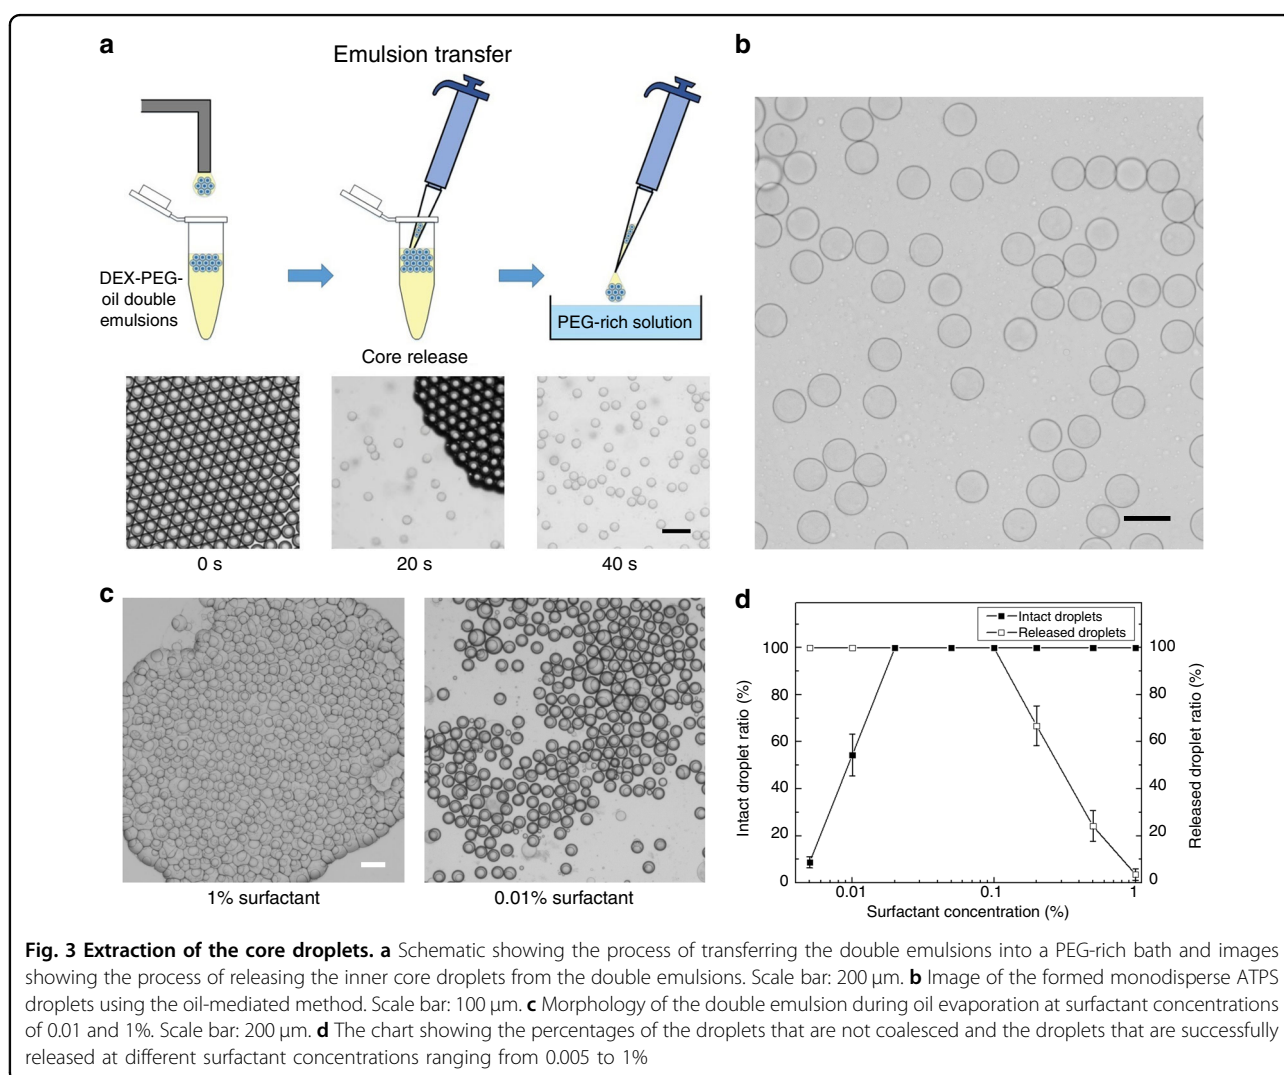 a
Emulsion transfer
DEX-PEG-
oil double
emulsions
PEG-rich solution
Core release
0 s
20 s
40 s
b
c
1% surfactant
0.01% surfactant
d
Intact droplets
Released droplets
Intact droplet ratio (%)
100
80
60
40
20
0
Released droplet ratio (%)
100
80
60
40
20
0
0.01
0.1
1
Surfactant concentration (%)
Fig. 3 Extraction of the core droplets. a Schematic showing the process of transferring the double emulsions into a PEG-rich bath and images
showing the process of releasing the inner core droplets from the double emulsions. Scale bar: 200 μm. b Image of the formed monodisperse ATPS
droplets using the oil-mediated method. Scale bar: 100 μm. c Morphology of the double emulsion during oil evaporation at surfactant concentrations
of 0.01 and 1%. Scale bar: 200 μm. d The chart showing the percentages of the droplets that are not coalesced and the droplets that are successfully
released at different surfactant concentrations ranging from 0.005 to 1%